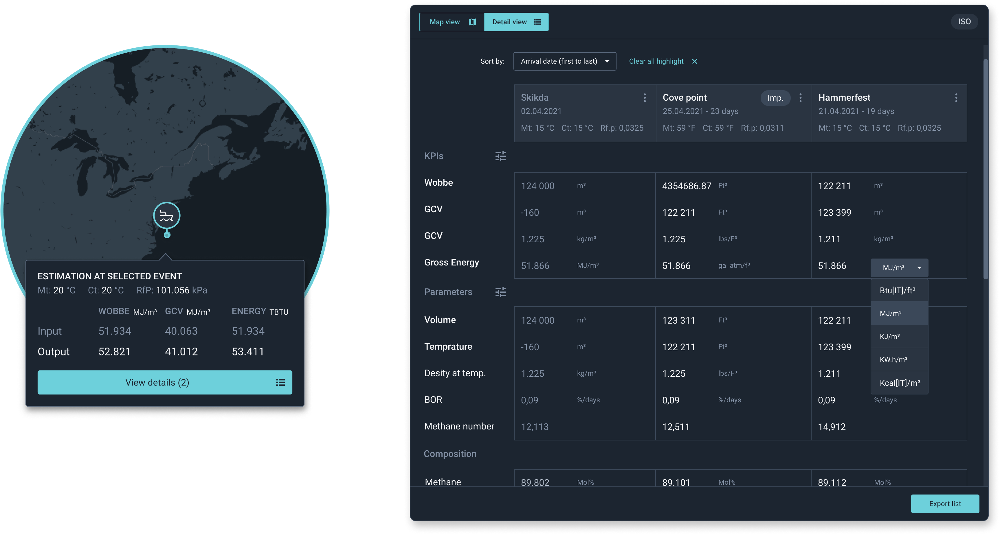 ESTIMATION AT SELECTED EVENT
Mt: 20 °C Ct: 20 °C RfP: 101.056 kPa
WOBBE MJ/m³ GCV MJ/m³ ENERGY TBTU
Input 51.934 40.063 51.934
Output 52.821 41.012 53.411
View details (2)
Map view Detail view ISO
Sort by: Arrival date (first to last) Clear all highlight
Skikda Cove point Imp. Hammerfest
02.04.2021 25.04.2021 - 23 days 21.04.2021 - 19 days
Mt: 15 °C Ct: 15 °C Rf.p: 0,0325 Mt: 59 °F Ct: 59 °F Rf.p: 0,0311 Mt: 15 °C Ct: 15 °C Rf.p: 0,0325
KPIs
Wobbe 124 000 m³ 4354686.87 Ft³ 122 211 m³
GCV -160 m³ 122 211 Ft³ 123 399 m³
GCV 1.225 kg/m³ 1.225 lbs/F³ 1.211 kg/m³
Gross Energy 51.866 MJ/m³ 51.866 gal atm/f³ 51.866 MJ/m³
Parameters
Btu[IT]/ft³
MJ/m³
KJ/m³
KW.h/m³
Kcal[IT]/m³
Volume 124 000 m³ 123 311 Ft³ 122 211
Temprature -160 m³ 122 211 Ft³ 123 399
Desity at temp. 1.225 kg/m³ 1.225 lbs/F³ 1.211
BOR 0,09 %/days 0,09 %/days 0,09 %/days
Methane number 12,113 12,511 14,912
Composition
Methane 89.802 Mol% 89.101 Mol% 89.112 Mol%
Export list